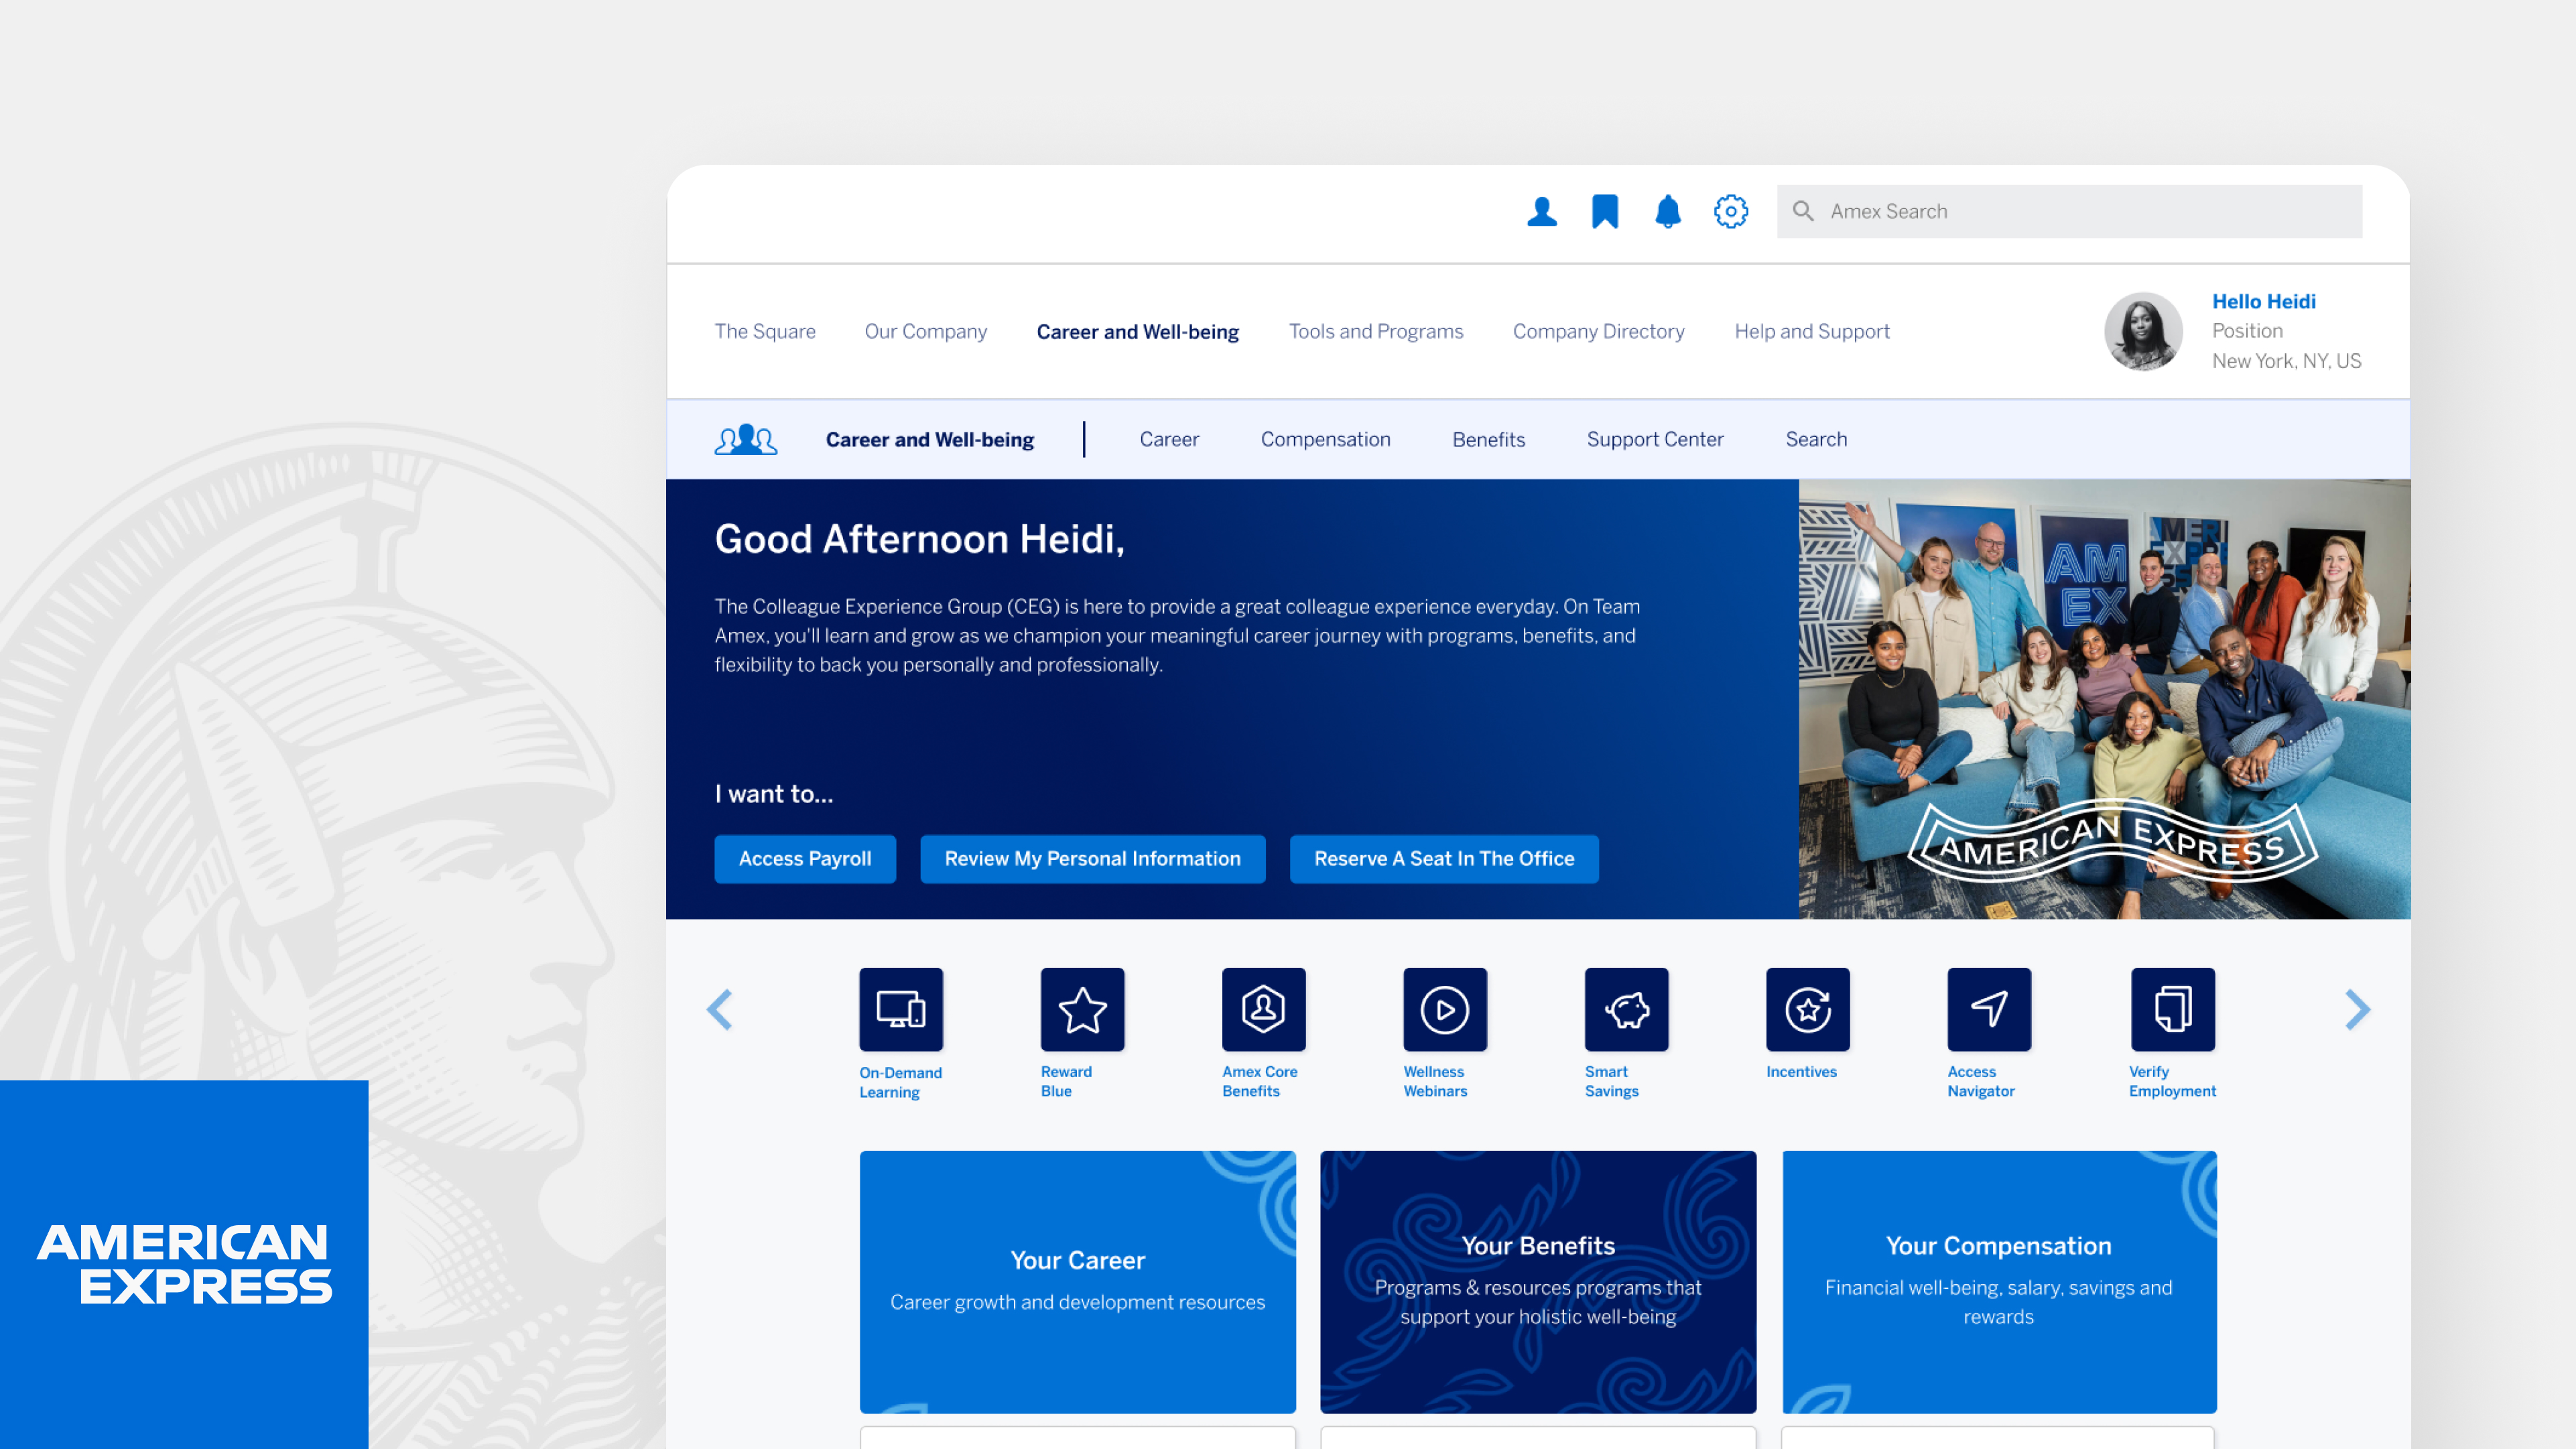 Amex Search
The Square
Our Company
Career and Well-being
Tools and Programs
Company Directory
Help and Support
Hello Heidi
Position
New York, NY, US
Career and Well-being
Career
Compensation
Benefits
Support Center
Search
Good Afternoon Heidi,
The Colleague Experience Group (CEG) is here to provide a great colleague experience everyday. On Team
Amex, you'll learn and grow as we champion your meaningful career journey with programs, benefits, and
flexibility to back you personally and professionally.
I want to...
Access Payroll
Review My Personal Information
Reserve A Seat In The Office
AM
EX
AMERICAN EXPRESS
On-Demand
Learning
Reward
Blue
Amex Core
Benefits
Wellness
Webinars
Smart
Savings
Incentives
Access
Navigator
Verify
Employment
Your Career
Career growth and development resources
Your Benefits
Programs & resources programs that
support your holistic well-being
Your Compensation
Financial well-being, salary, savings and
rewards
AMERICAN
EXPRESS